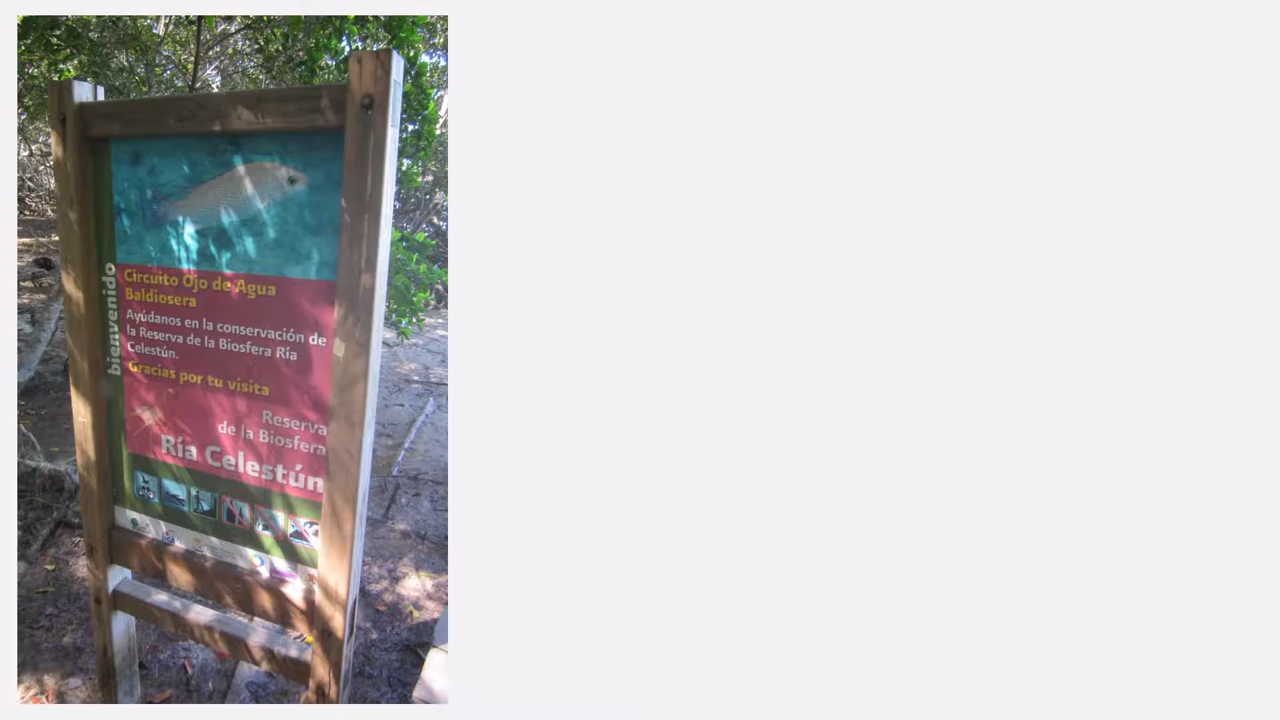 bienvenido
Circuito Ojo de Agua
Baldiosera
Ayúdanos en la conservación de
la Reserva de la Biosfera Ría
Celestún.
Gracias por tu visita
Reserva
de la Biosfera
Ría Celestún